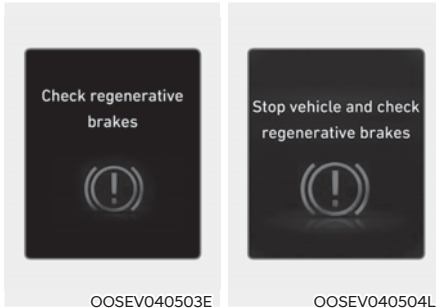 Check regenerative
brakes
OOSEV040503E
Stop vehicle and check
regenerative brakes
OOSEV040504L